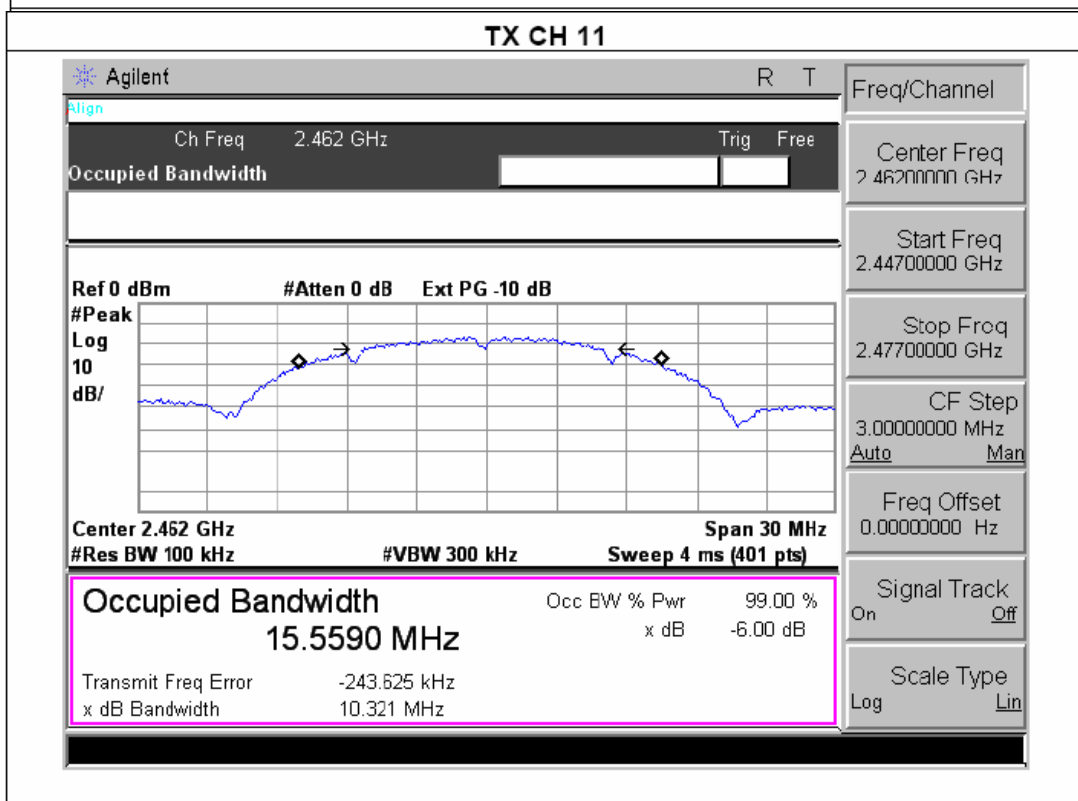 TX CH 11
Agilent R T
Align
Ch Freq 2.462 GHz Trig Free
Occupied Bandwidth
Ref 0 dBm #Atten 0 dB Ext PG -10 dB
#Peak
Log
10
dB/
Center 2.462 GHz Span 30 MHz
#Res BW 100 kHz #VBW 300 kHz Sweep 4 ms (401 pts)
Occupied Bandwidth
15.5590 MHz
Occ BW % Pwr 99.00 %
x dB -6.00 dB
Transmit Freq Error -243.625 kHz
x dB Bandwidth 10.321 MHz
Freq/Channel
Center Freq
2.46200000 GHz
Start Freq
2.44700000 GHz
Stop Freq
2.47700000 GHz
CF Step
3.00000000 MHz
Auto Man
Freq Offset
0.00000000 Hz
Signal Track
On Off
Scale Type
Log Lin